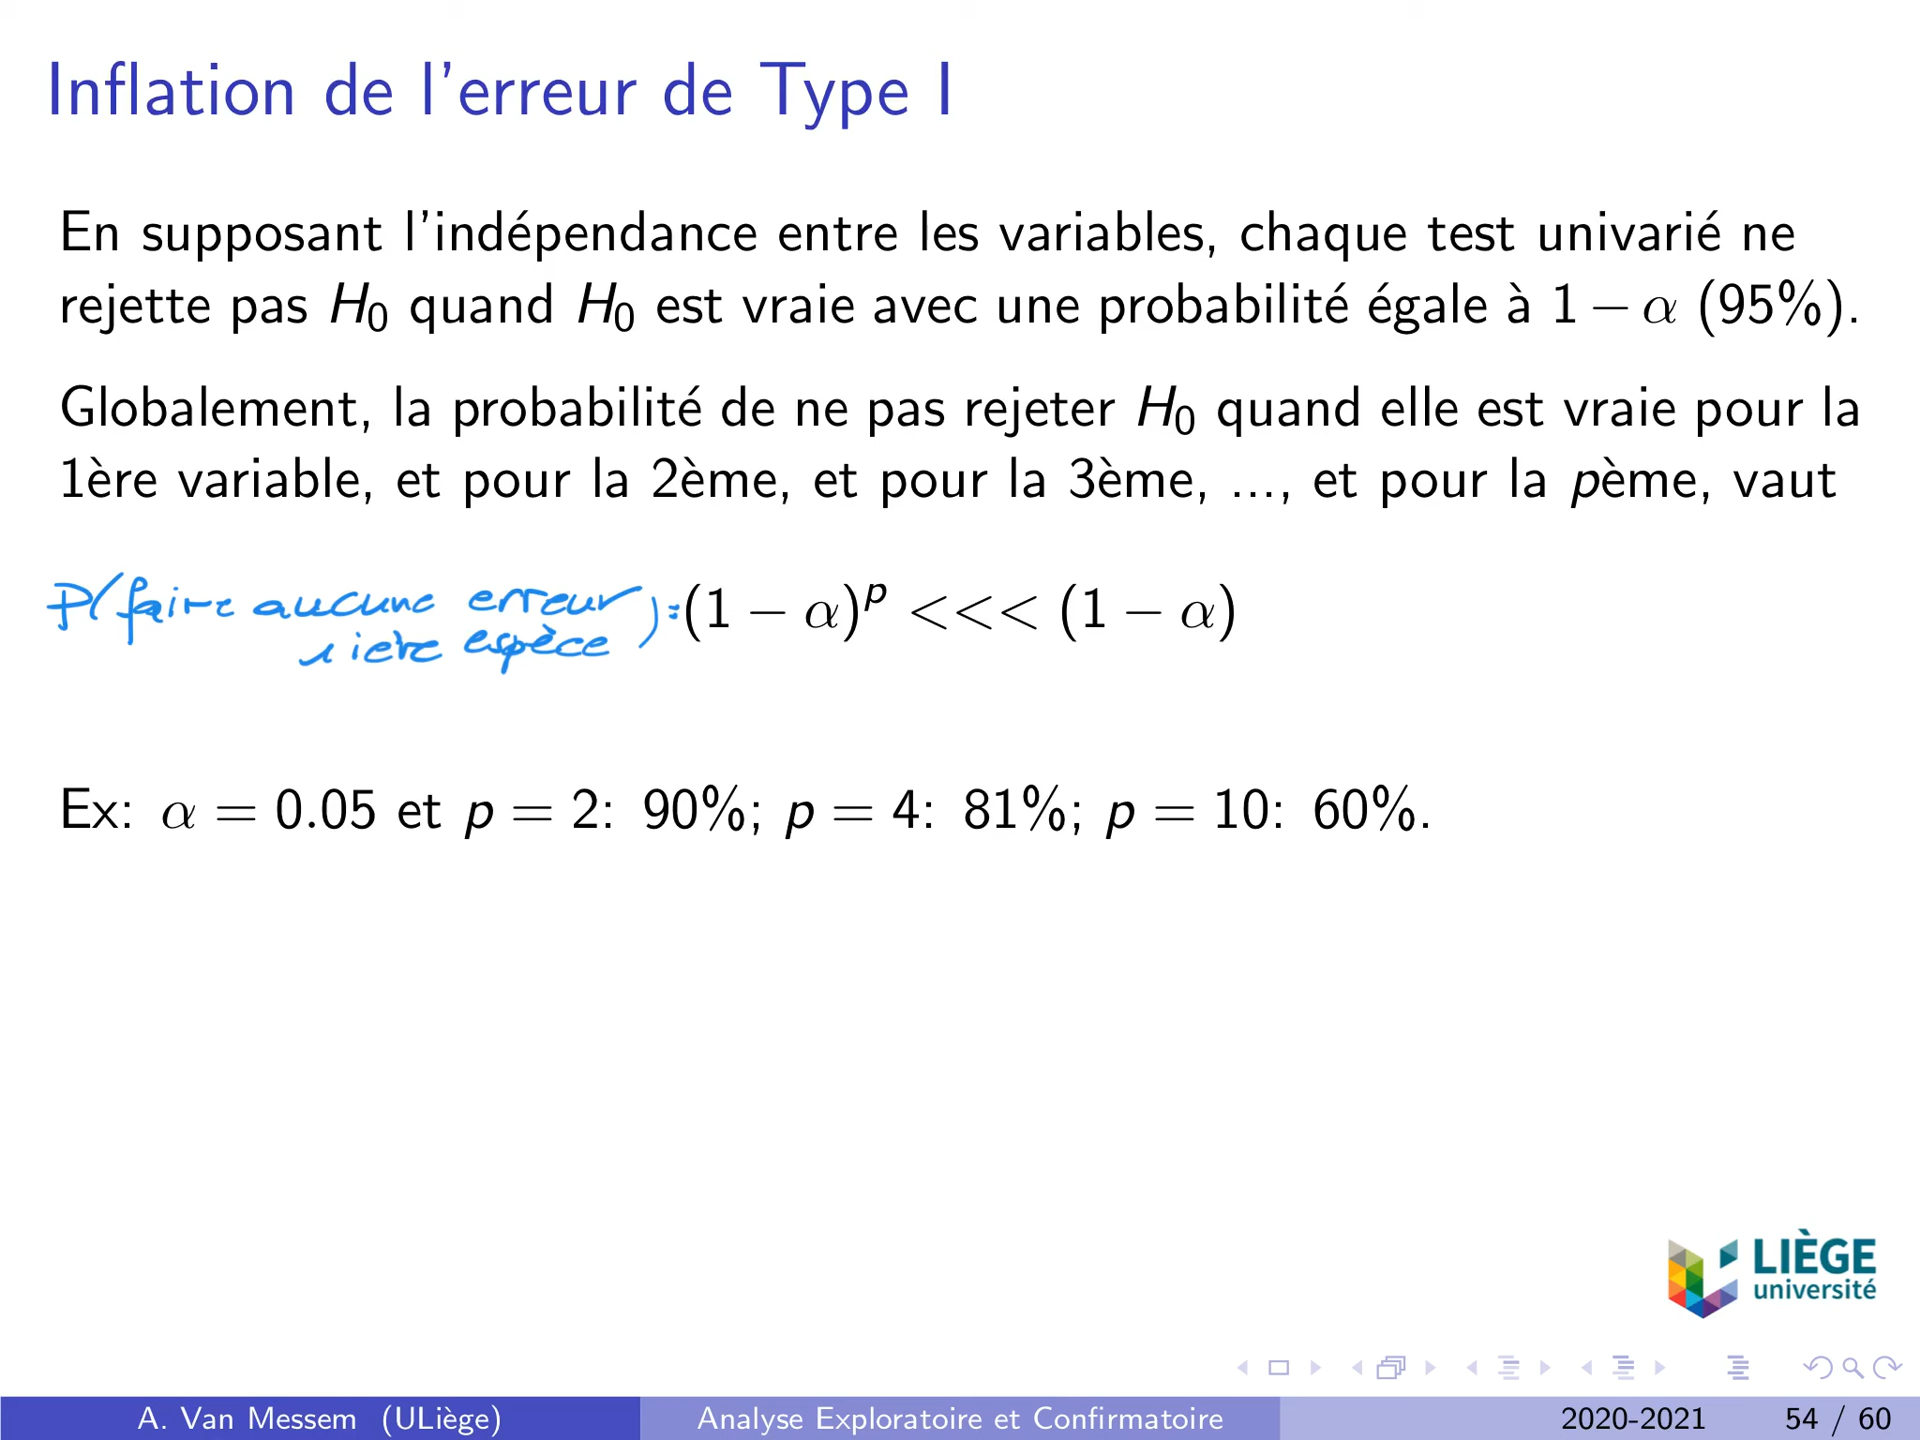 Inflation de l'erreur de Type I
En supposant l'indépendance entre les variables, chaque test univarié ne
rejette pas H₀ quand H₀ est vraie avec une probabilité égale à 1 − α (95%).
Globalement, la probabilité de ne pas rejeter H₀ quand elle est vraie pour la
1ère variable, et pour la 2ème, et pour la 3ème, ..., et pour la pème, vaut
P(faire aucune erreur
1ière espèce) = (1 − α)ᵖ <<< (1 − α)
Ex: α = 0.05 et p = 2: 90%; p = 4: 81%; p = 10: 60%.
LIÈGE
université
A. Van Messem (ULiège) Analyse Exploratoire et Confirmatoire 2020-2021 54 / 60